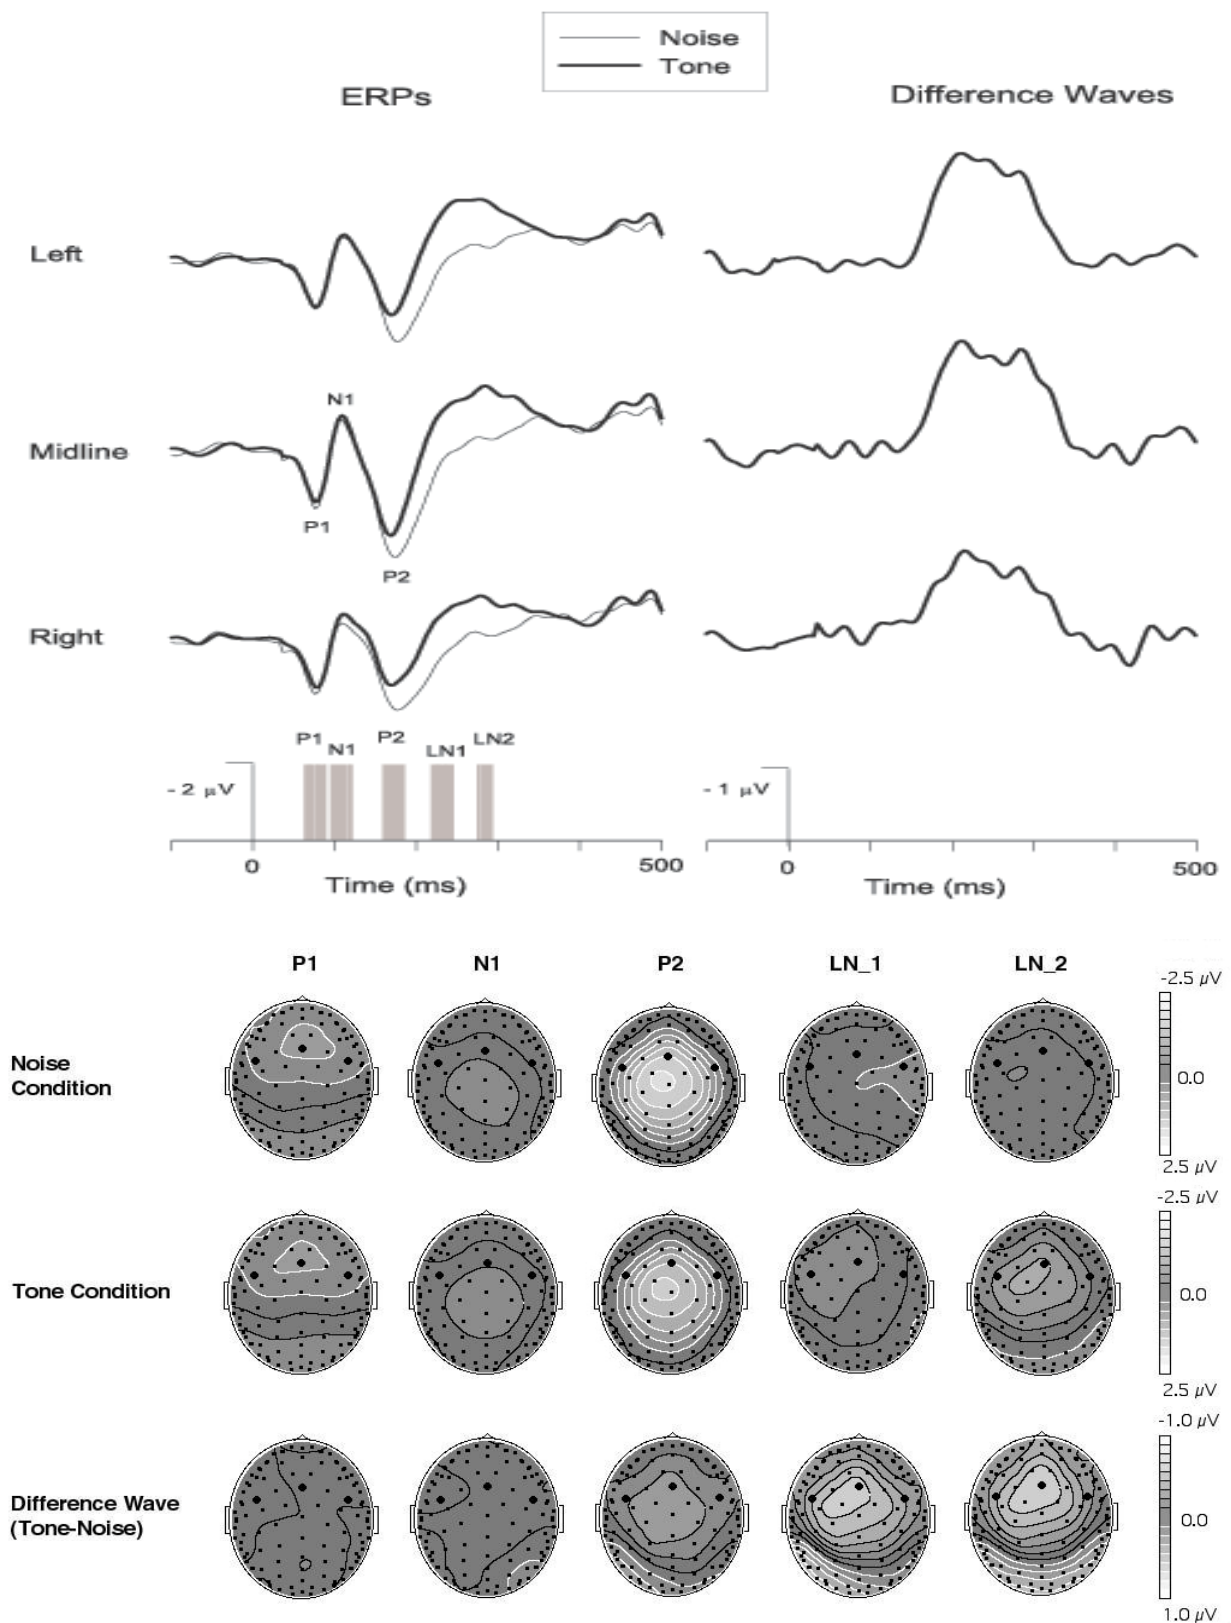 Noise
Tone
ERPs
Difference Waves
Left
N1
Midline
P1
P2
Right
P1
N1
P2
LN1
LN2
- 2 µV
- 1 µV
0
500
0
500
Time (ms)
Time (ms)
P1
N1
P2
LN_1
LN_2
-2.5 µV
Noise
Condition
0.0
2.5 µV
-2.5 µV
Tone Condition
0.0
2.5 µV
-1.0 µV
Difference Wave
(Tone-Noise)
0.0
1.0 µV